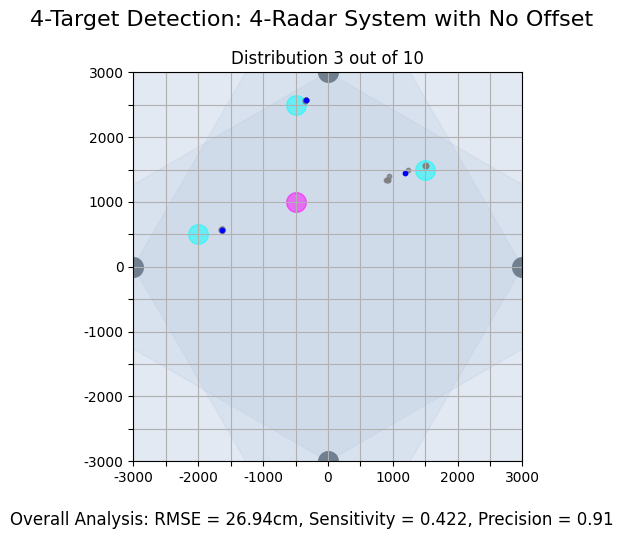 4-Target Detection: 4-Radar System with No Offset
Distribution 3 out of 10
3000
2000
1000
0
-1000
-2000
-3000
-3000 -2000 -1000 0 1000 2000 3000
Overall Analysis: RMSE = 26.94cm, Sensitivity = 0.422, Precision = 0.91